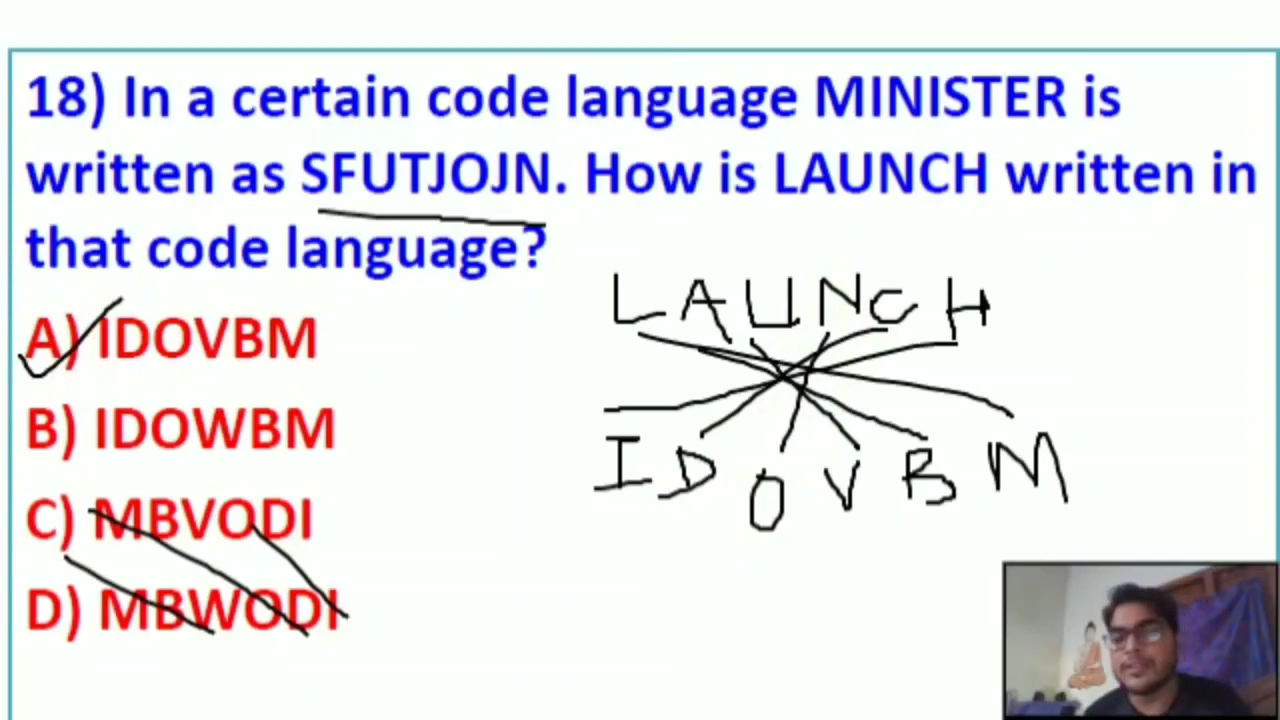 18) In a certain code language MINISTER is
written as SFUTJOJN. How is LAUNCH written in
that code language?
A) IDOVBM
B) IDOWBM
C) MBVODI
D) MBWODI
LAUNCH
IDOVBM